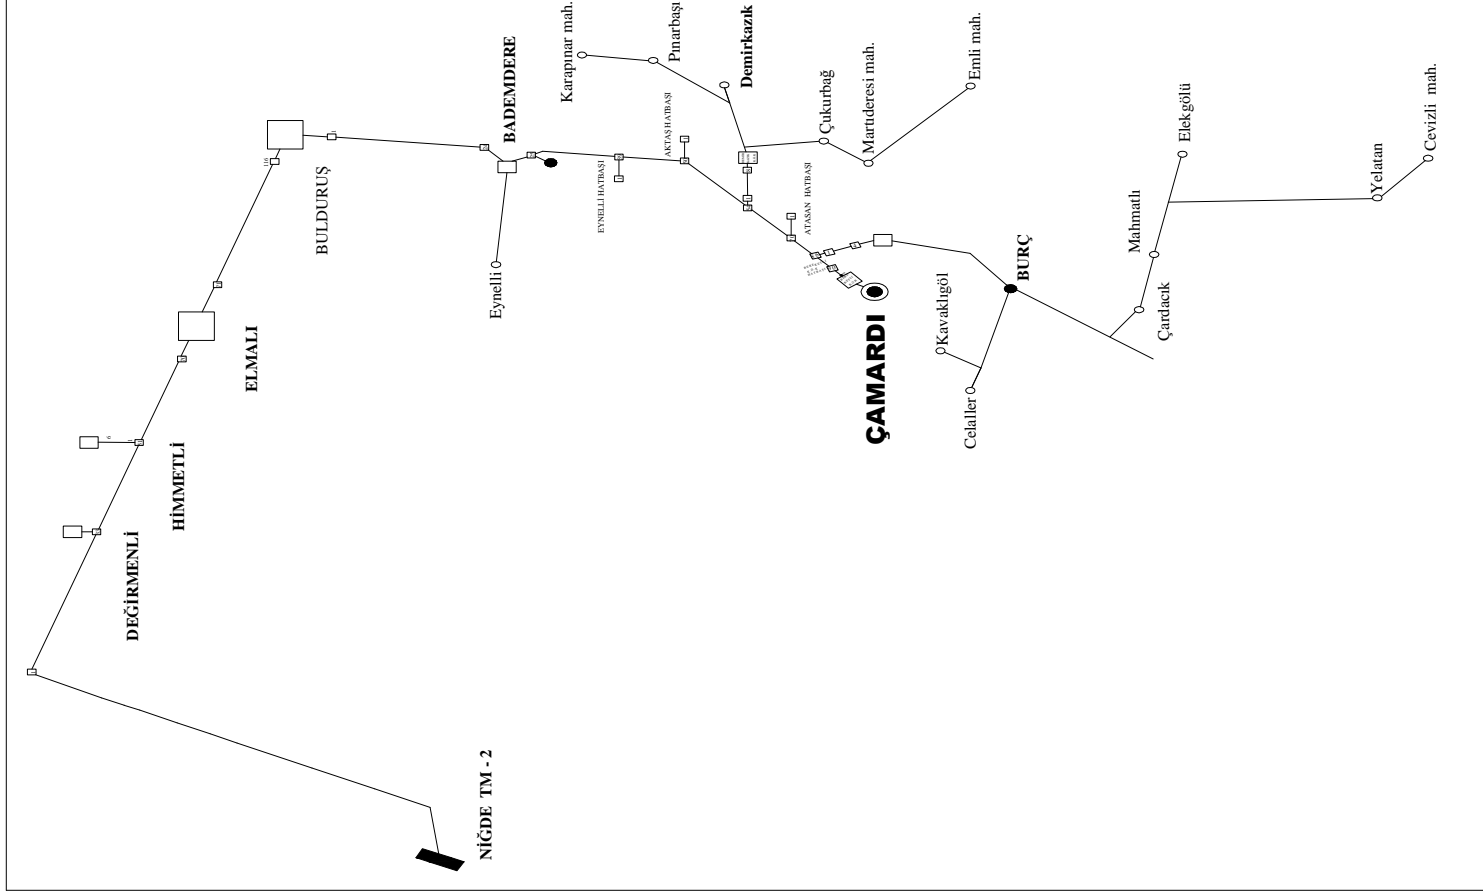 Karapınar mah.
Pınarbaşı
Demirkazık
Çukurbağ
Martıderesi mah.
Emli mah.
Elekgölü
Cevizli mah.
Yelatan
Mahmatlı
Çardacık
BURÇ
Kavaklıgöl
Celaller
ÇAMARDI
ATASAN HATBAŞI
AKTAŞ HATBAŞI
EYNELLİ HATBAŞI
BADEMDERE
Eynelli
116
BULDURUŞ
ELMALI
HİMMETLİ
DEĞİRMENLİ
NİĞDE TM - 2